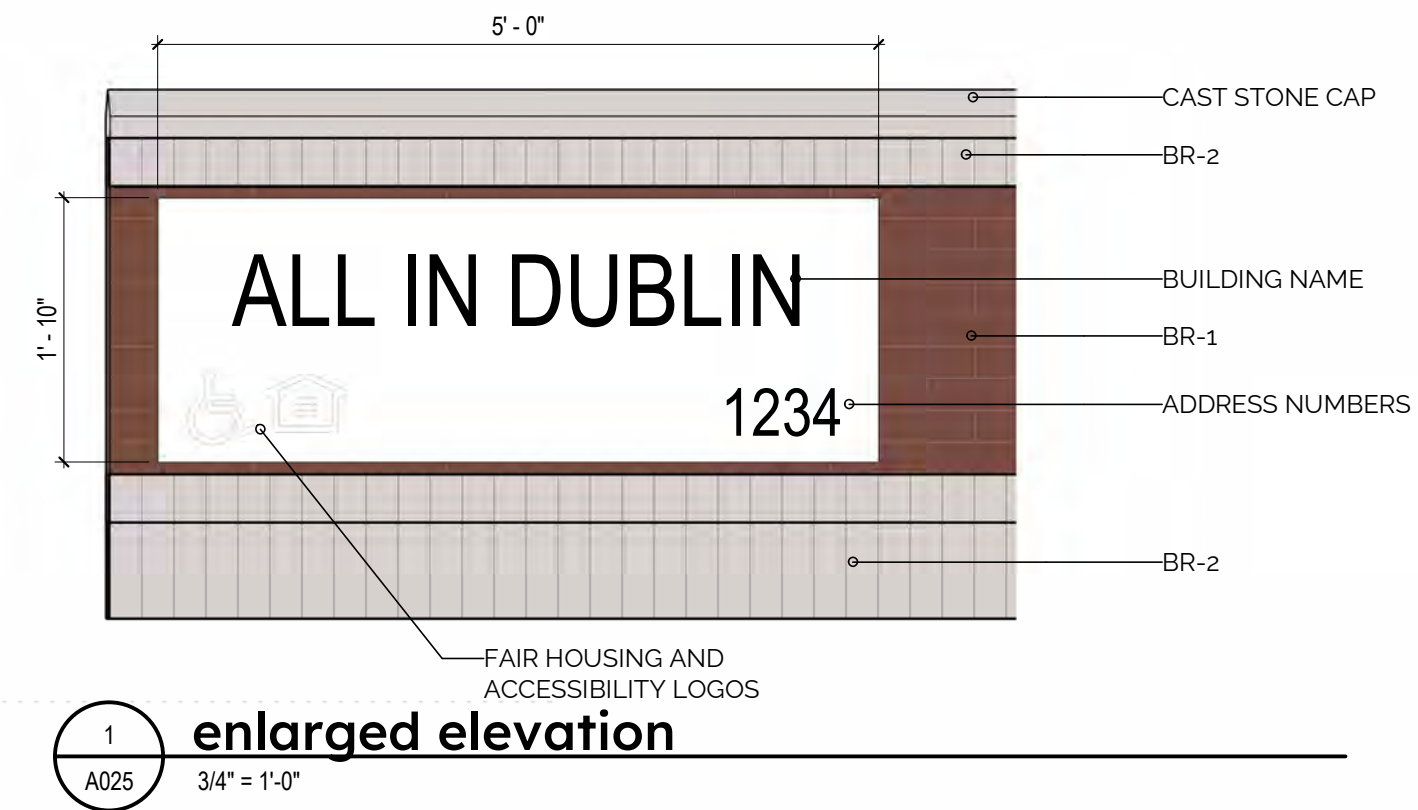 5' - 0"
CAST STONE CAP
BR-2
1' - 10"
ALL IN DUBLIN
BUILDING NAME
BR-1
1234
ADDRESS NUMBERS
BR-2
FAIR HOUSING AND
ACCESSIBILITY LOGOS
1
enlarged elevation
A025
3/4" = 1'-0"